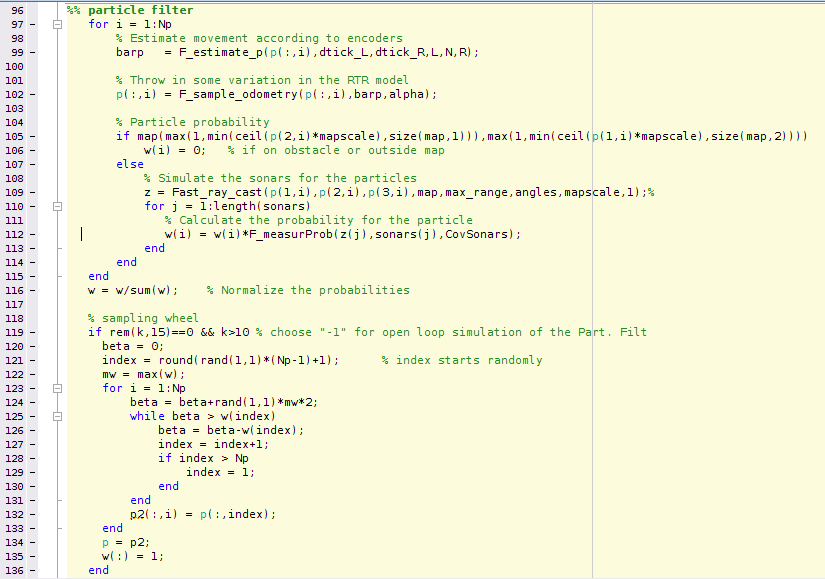 96 %% particle filter
97 - for i = 1:Np
98 % Estimate movement according to encoders
99 - barp   = F_estimate_p(p(:,i),dtick_L,dtick_R,L,N,R);
100
101 % Throw in some variation in the RTR model
102 - p(:,i) = F_sample_odometry(p(:,i),barp,alpha);
103
104 % Particle probability
105 - if map(max(1,min(ceil(p(2,i)*mapscale),size(map,1))),max(1,min(ceil(p(1,i)*mapscale),size(map,2))))
106 - w(i) = 0;   % if on obstacle or outside map
107 - else
108 % Simulate the sonars for the particles
109 - z = Fast_ray_cast(p(1,i),p(2,i),p(3,i),map,max_range,angles,mapscale,1);%
110 - for j = 1:length(sonars)
111 % Calculate the probability for the particle
112 - w(i) = w(i)*F_measurProb(z(j),sonars(j),CovSonars);
113 - end
114 - end
115 - end
116 - w = w/sum(w);    % Normalize the probabilities
117
118 % sampling wheel
119 - if rem(k,15)==0 && k>10 % choose "-1" for open loop simulation of the Part. Filt
120 - beta = 0;
121 - index = round(rand(1,1)*(Np-1)+1);      % index starts randomly
122 - mw = max(w);
123 - for i = 1:Np
124 - beta = beta+rand(1,1)*mw*2;
125 - while beta > w(index)
126 - beta = beta-w(index);
127 - index = index+1;
128 - if index > Np
129 - index = 1;
130 - end
131 - end
132 - p2(:,i) = p(:,index);
133 - end
134 - p = p2;
135 - w(:) = 1;
136 - end